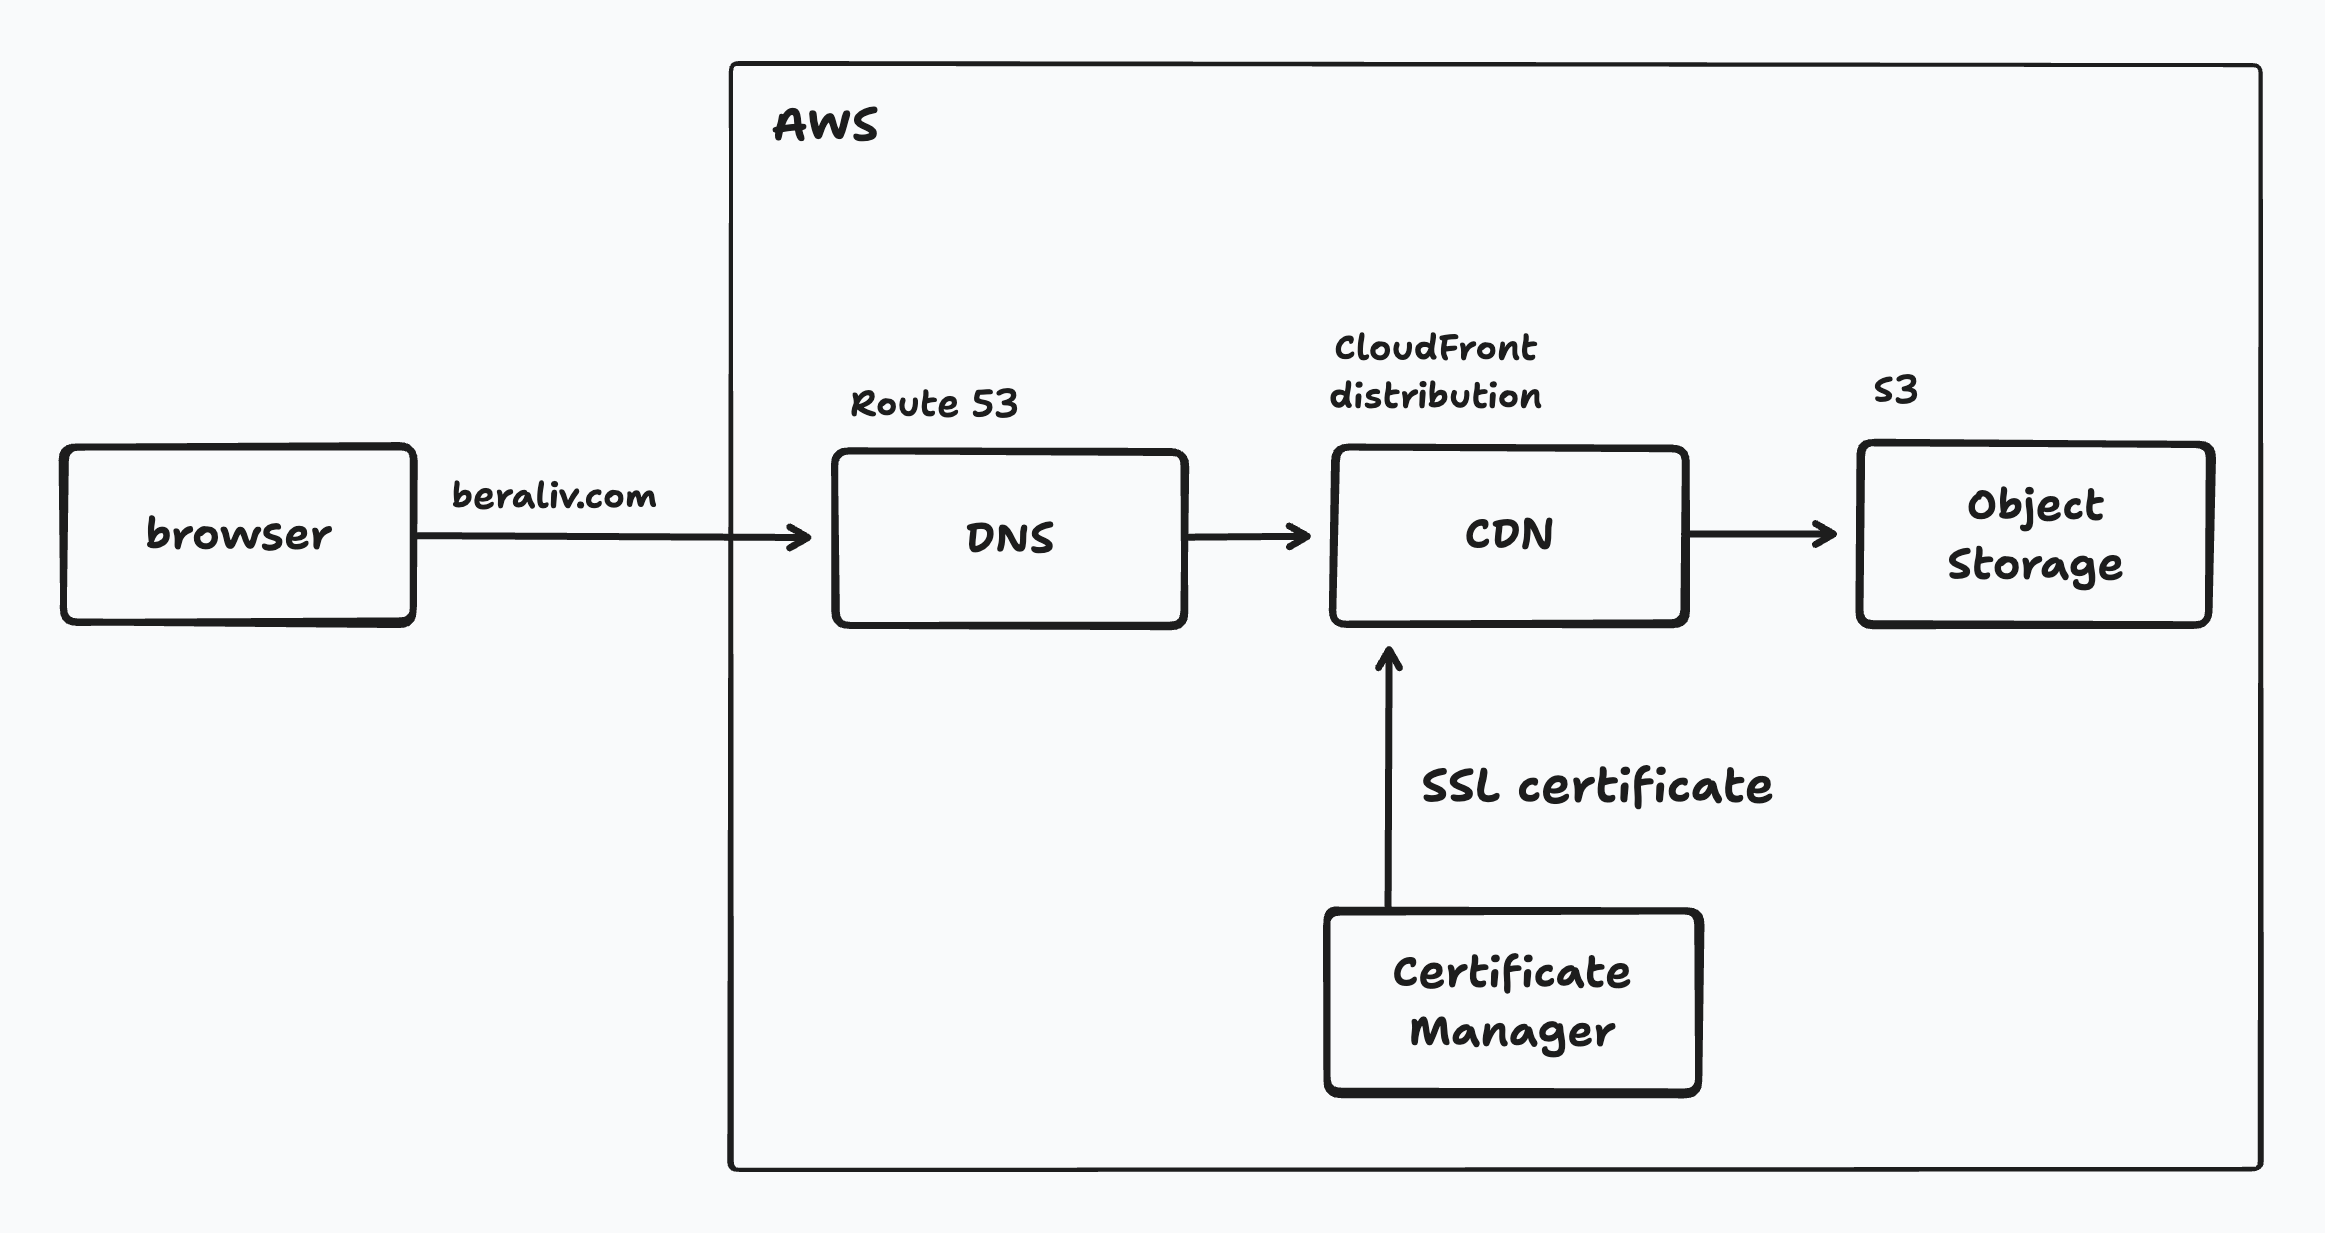 AWS
CloudFront
distribution
Route 53
S3
browser
beraliv.com
DNS
CDN
Object
Storage
SSL certificate
Certificate
Manager